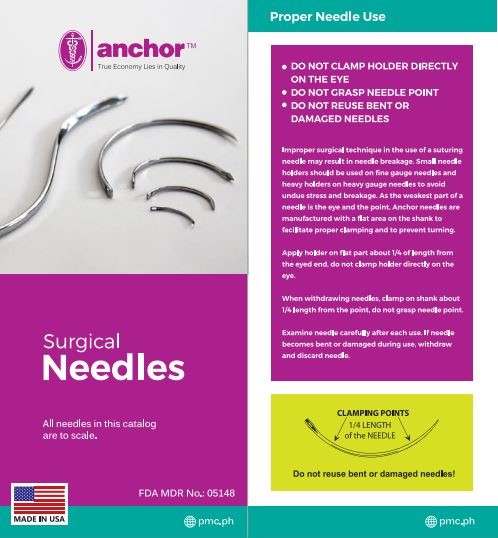 anchor™
True Economy Lies in Quality
Surgical
Needles
All needles in this catalog
are to scale.
FDA MDR No.: 05148
MADE IN USA
pmc.ph
Proper Needle Use
• DO NOT CLAMP HOLDER DIRECTLY
ON THE EYE
• DO NOT GRASP NEEDLE POINT
• DO NOT REUSE BENT OR
DAMAGED NEEDLES
Improper surgical technique in the use of a suturing
needle may result in needle breakage. Small needle
holders should be used on fine gauge needles and
heavy holders on heavy gauge needles to avoid
undue stress and breakage. As the weakest part of a
needle is the eye and the point, Anchor needles are
manufactured with a flat area on the shank to
facilitate proper clamping and to prevent turning.
Apply holder on flat part about 1/4 of length from
the eyed end, do not clamp holder directly on the
eye.
When withdrawing needles, clamp on shank about
1/4 length from the point, do not grasp needle point.
Examine needle carefully after each use. If needle
becomes bent or damaged during use, withdraw
and discard needle.
CLAMPING POINTS
1/4 LENGTH
of the NEEDLE
Do not reuse bent or damaged needles!
pmc.ph